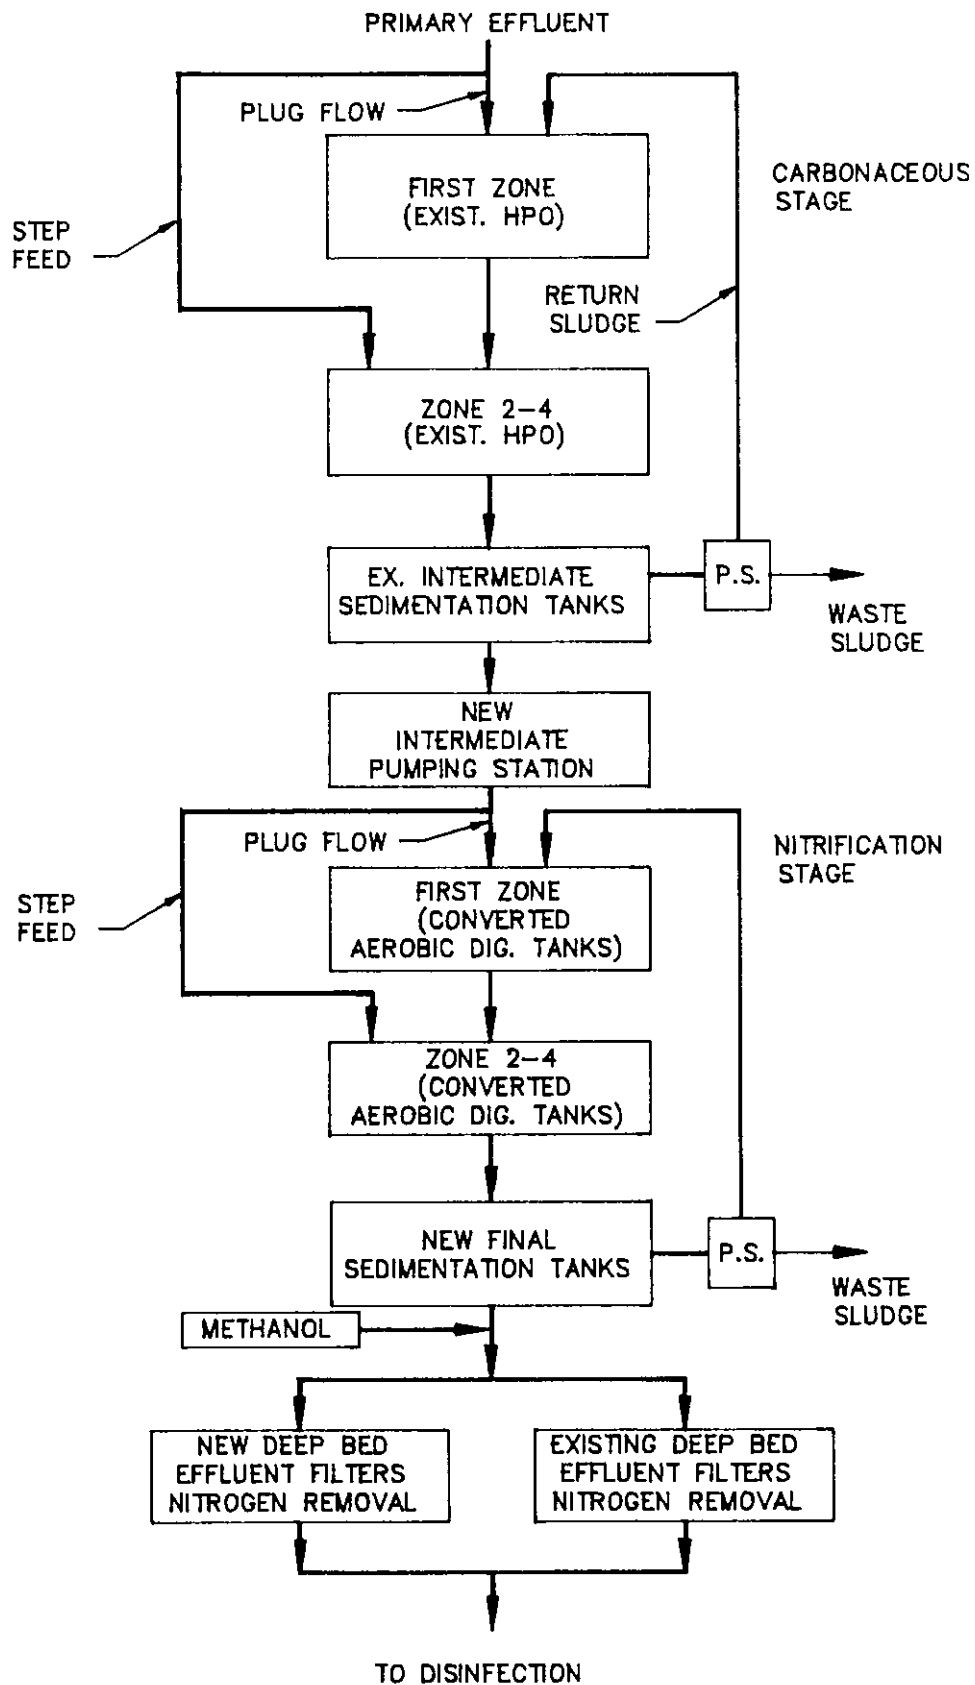 PRIMARY EFFLUENT
PLUG FLOW
FIRST ZONE
(EXIST. HPO)
CARBONACEOUS
STAGE
STEP
FEED
RETURN
SLUDGE
ZONE 2-4
(EXIST. HPO)
EX. INTERMEDIATE
SEDIMENTATION TANKS
P.S.
WASTE
SLUDGE
NEW
INTERMEDIATE
PUMPING STATION
PLUG FLOW
NITRIFICATION
STAGE
STEP
FEED
FIRST ZONE
(CONVERTED
AEROBIC DIG. TANKS)
ZONE 2-4
(CONVERTED
AEROBIC DIG. TANKS)
NEW FINAL
SEDIMENTATION TANKS
P.S.
WASTE
SLUDGE
METHANOL
NEW DEEP BED
EFFLUENT FILTERS
NITROGEN REMOVAL
EXISTING DEEP BED
EFFLUENT FILTERS
NITROGEN REMOVAL
TO DISINFECTION